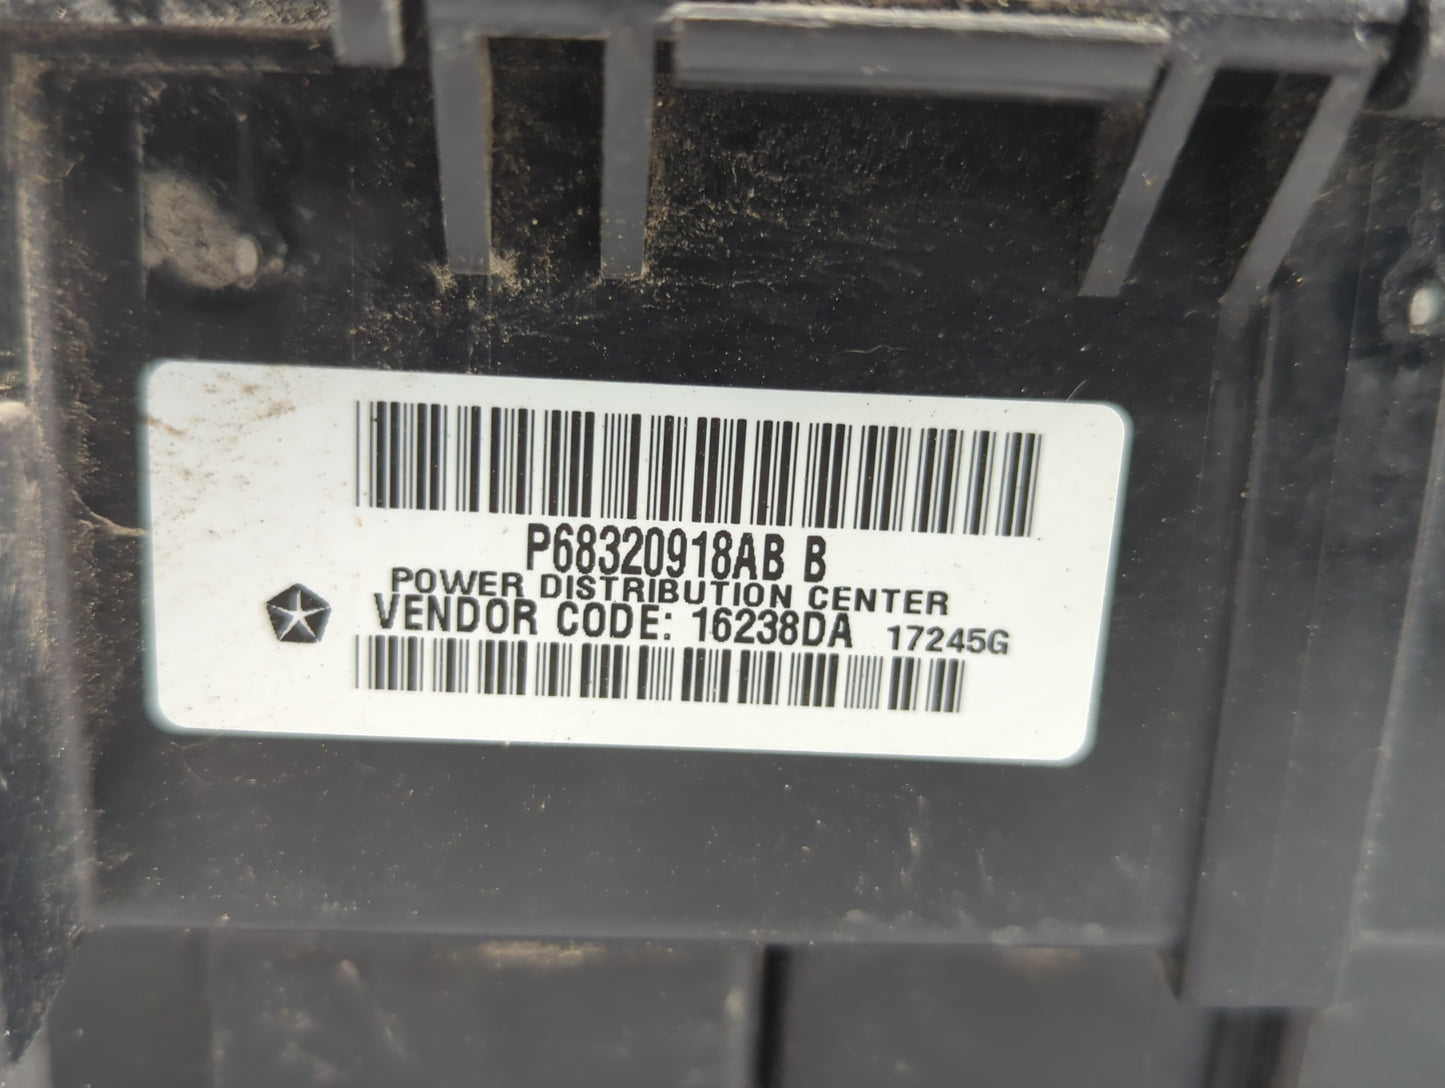 P68320918AB B
POWER DISTRIBUTION CENTER
VENDOR CODE: 16238DA 17245G